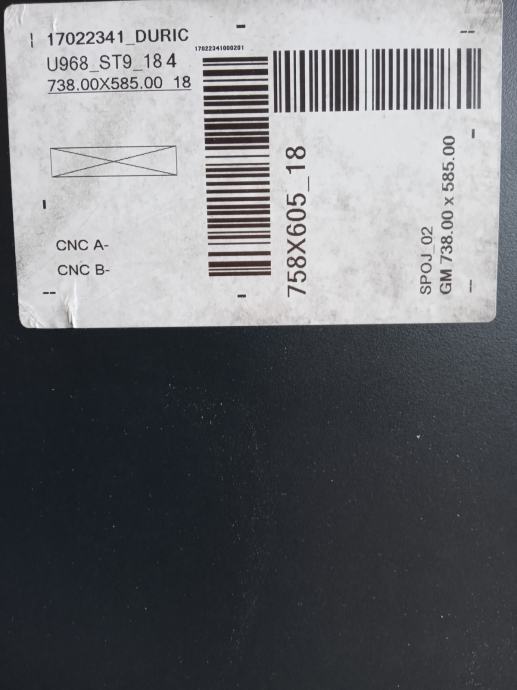 17022341_DURIC
U968_ST9_18 4
738.00X585.00 18
17022341000201
CNC A-
CNC B-
758X605_18
SPOJ_02
GM 738.00 x 585.00